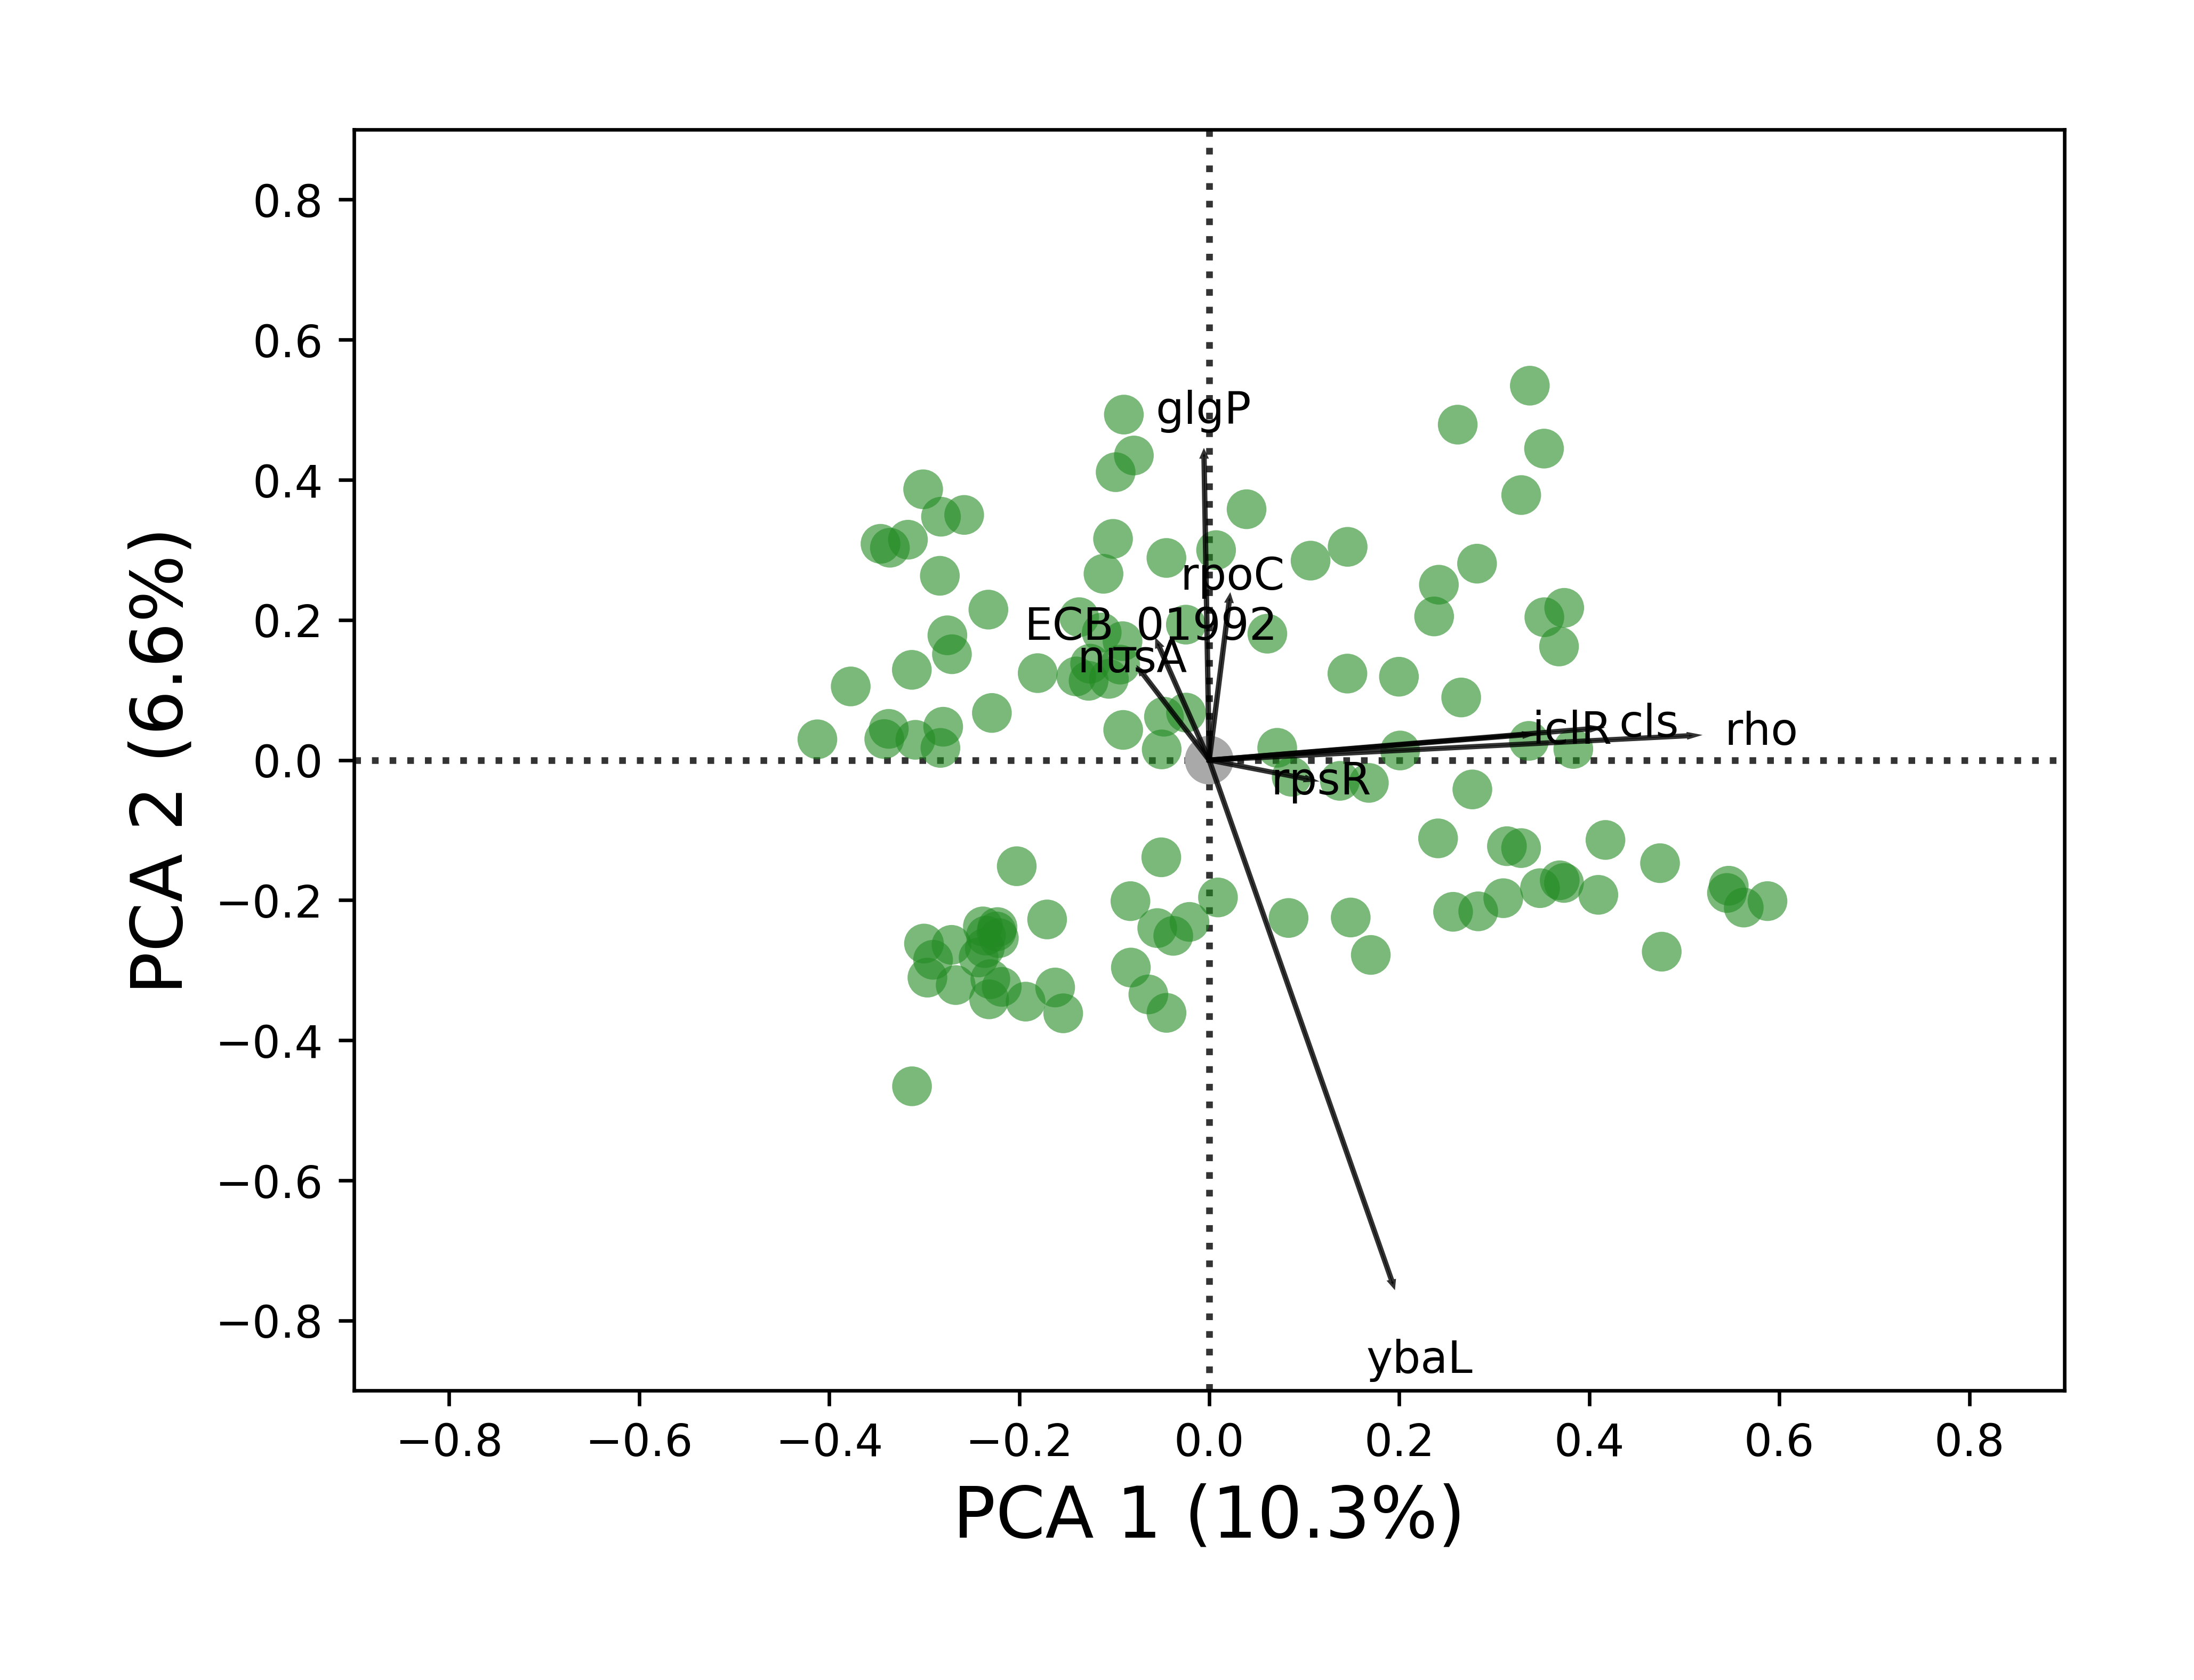 0.8
0.6
glgP
0.4
rpoC
0.2
ECB_01992
nusA
iclR
cls
rho
0.0
rpsR
−0.2
−0.4
−0.6
−0.8
ybaL
PCA 2 (6.6%)
−0.8 −0.6 −0.4 −0.2 0.0 0.2 0.4 0.6 0.8
PCA 1 (10.3%)